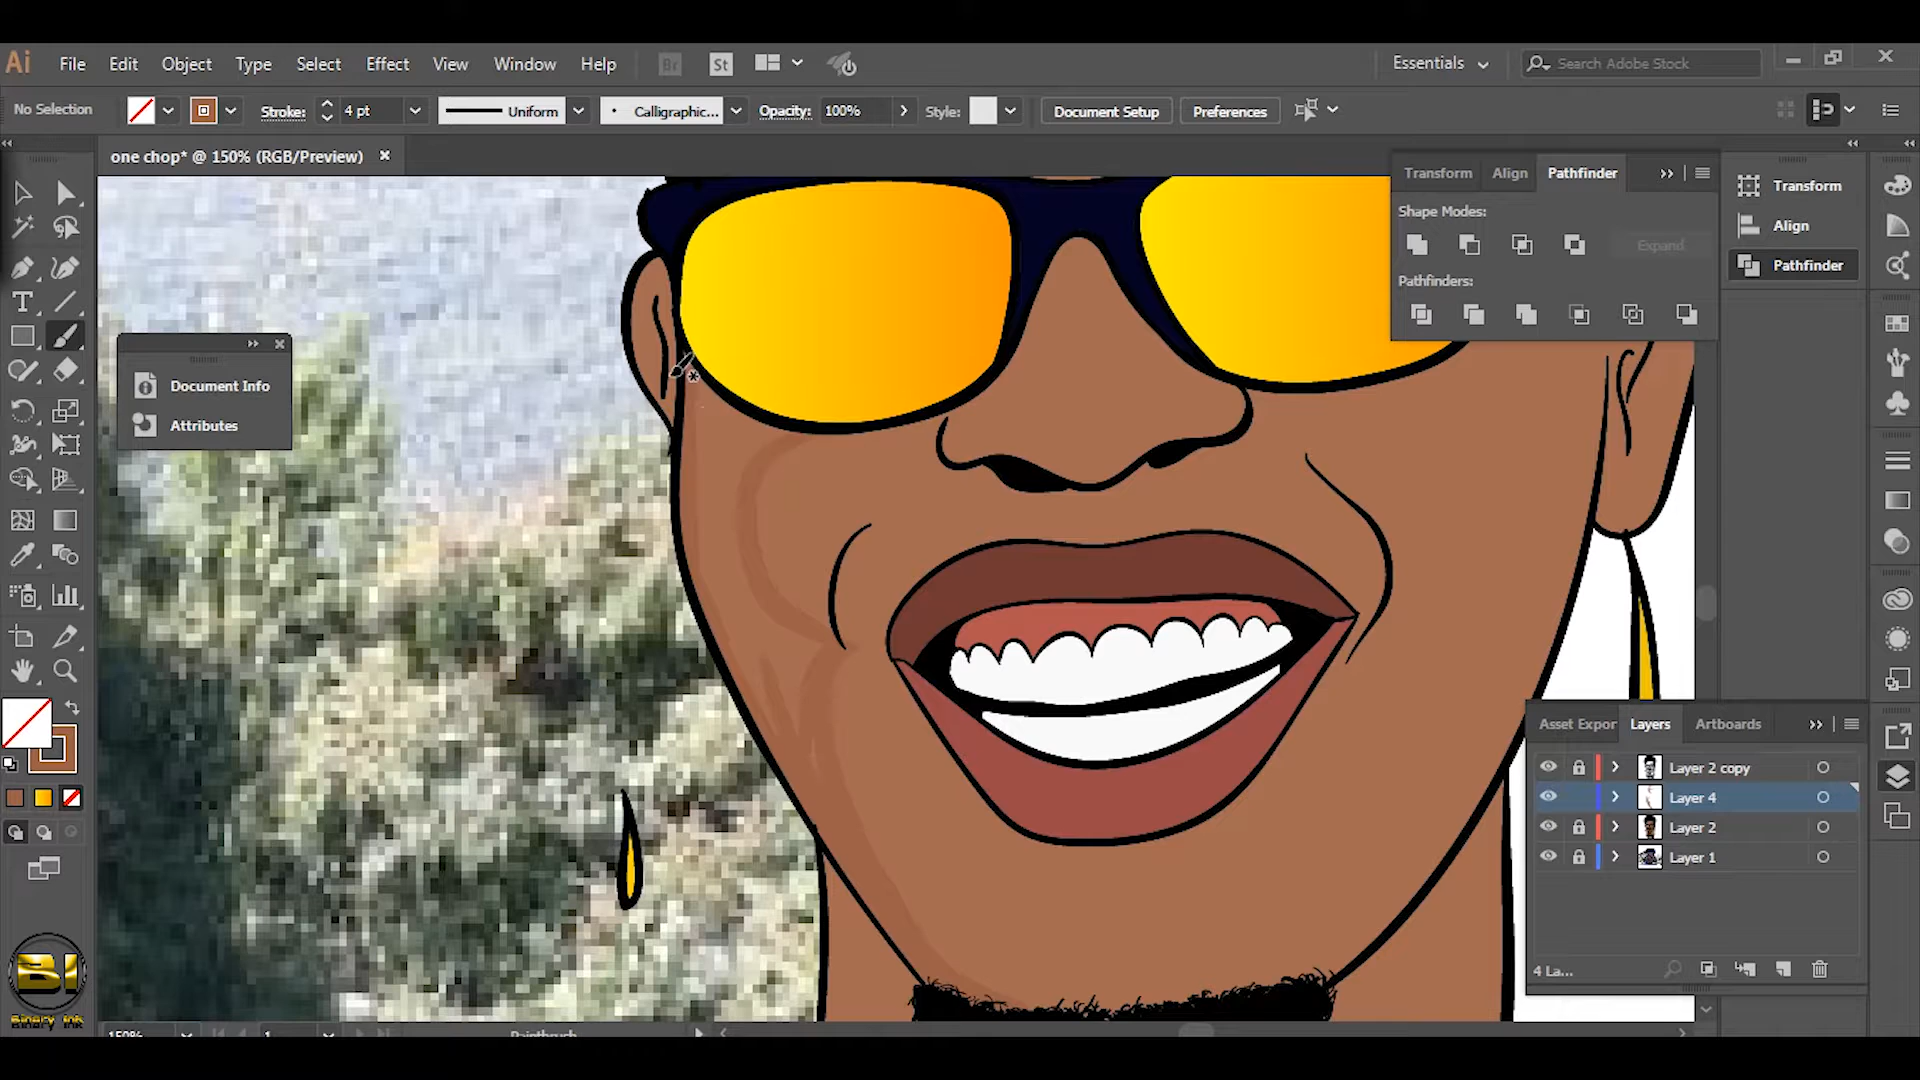 Ai File Edit Object Type Select Effect View Window Help Br St Essentials Search Adobe Stock
No Selection Stroke: 4 pt Uniform Calligraphic... Opacity: 100% Style: Document Setup Preferences
one chop* @ 150% (RGB/Preview)
Transform Align Pathfinder
Shape Modes:
Expand
Pathfinders:
Transform
Align
Pathfinder
Document Info
Attributes
Asset Expor Layers Artboards
Layer 2 copy
Layer 4
Layer 2
Layer 1
4 La...
BI
Binary Ink
150% 1 Paintbrush